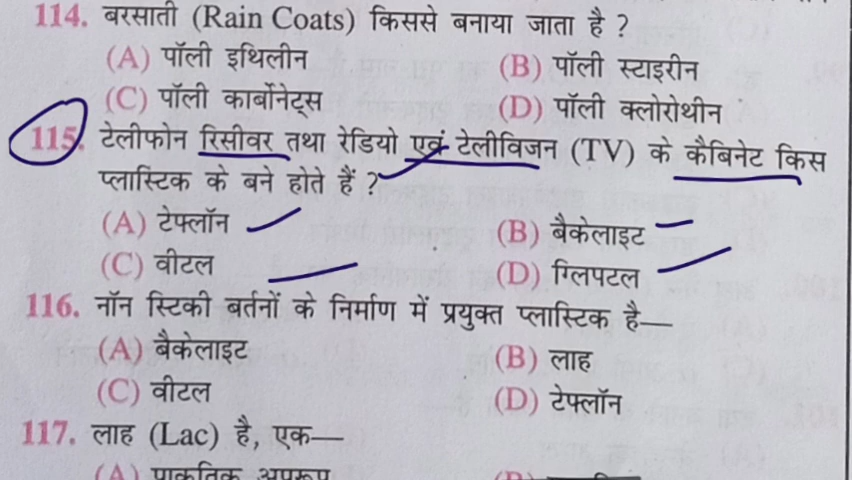 114. बरसाती (Rain Coats) किससे बनाया जाता है ?
(A) पॉली इथिलीन (B) पॉली स्टाइरीन
(C) पॉली कार्बोनेट्स (D) पॉली क्लोरोथीन
115. टेलीफोन रिसीवर तथा रेडियो एवं टेलीविजन (TV) के कैबिनेट किस
प्लास्टिक के बने होते हैं ?
(A) टेफ्लॉन (B) बैकेलाइट
(C) वीटल (D) ग्लिपटल
116. नॉन स्टिकी बर्तनों के निर्माण में प्रयुक्त प्लास्टिक है—
(A) बैकेलाइट (B) लाह
(C) वीटल (D) टेफ्लॉन
117. लाह (Lac) है, एक—
(A) प्राकृतिक अपरूप (B)